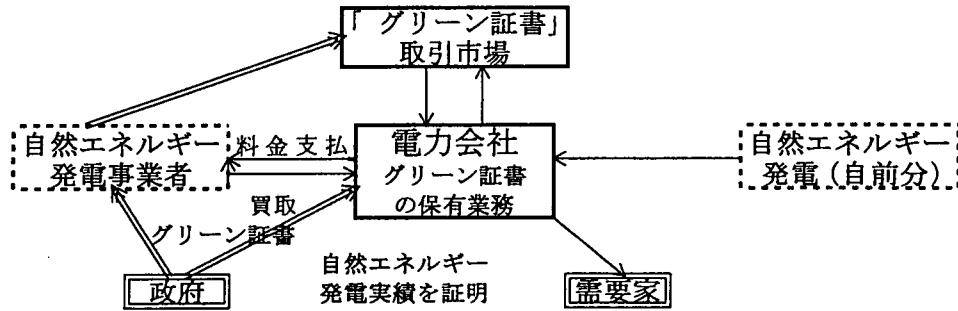 「グリーン証書」
取引市場
自然エネルギー
発電事業者
料金支払
電力会社
グリーン証書
の保有業務
自然エネルギー
発電（自前分）
買取
グリーン証書
政府
自然エネルギー
発電実績を証明
需要家